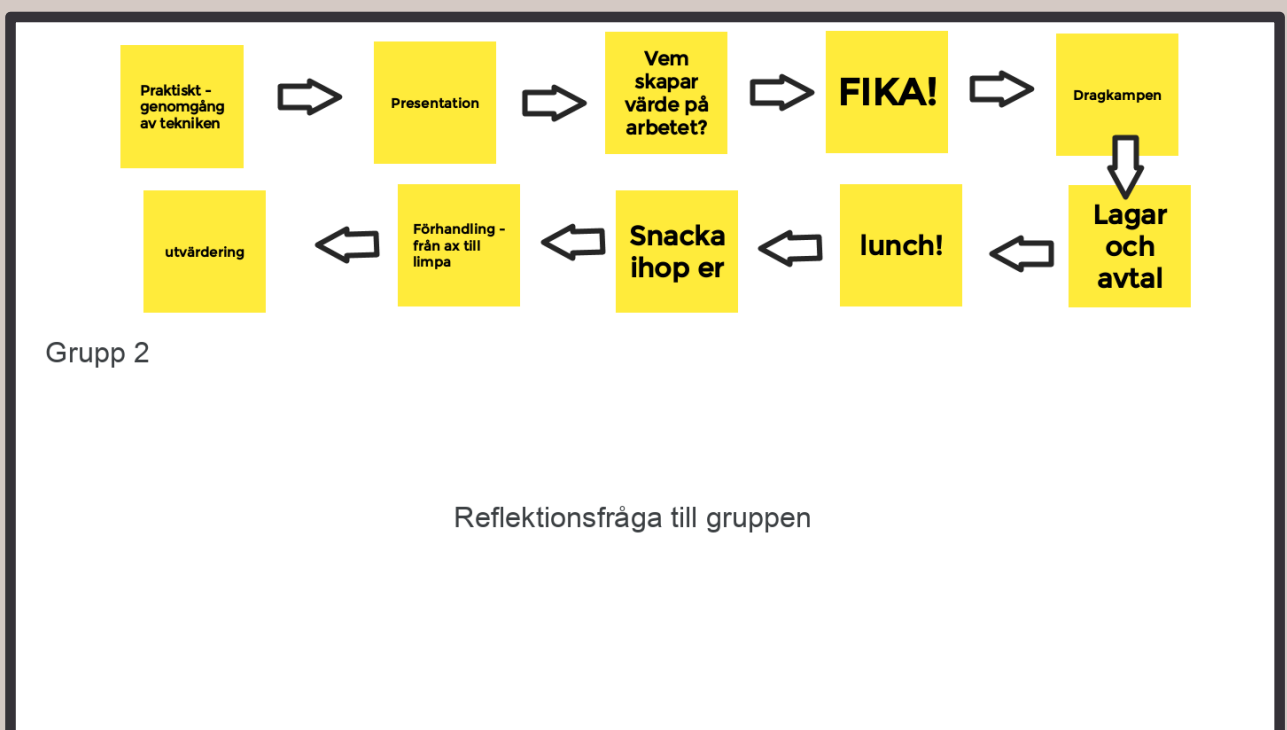 Praktiskt -
genomgång
av tekniken
Presentation
Vem
skapar
värde på
arbetet?
FIKA!
Dragkampen
Lagar
och
avtal
lunch!
Snacka
ihop er
Förhandling -
från ax till
limpa
utvärdering
Grupp 2
Reflektionsfråga till gruppen